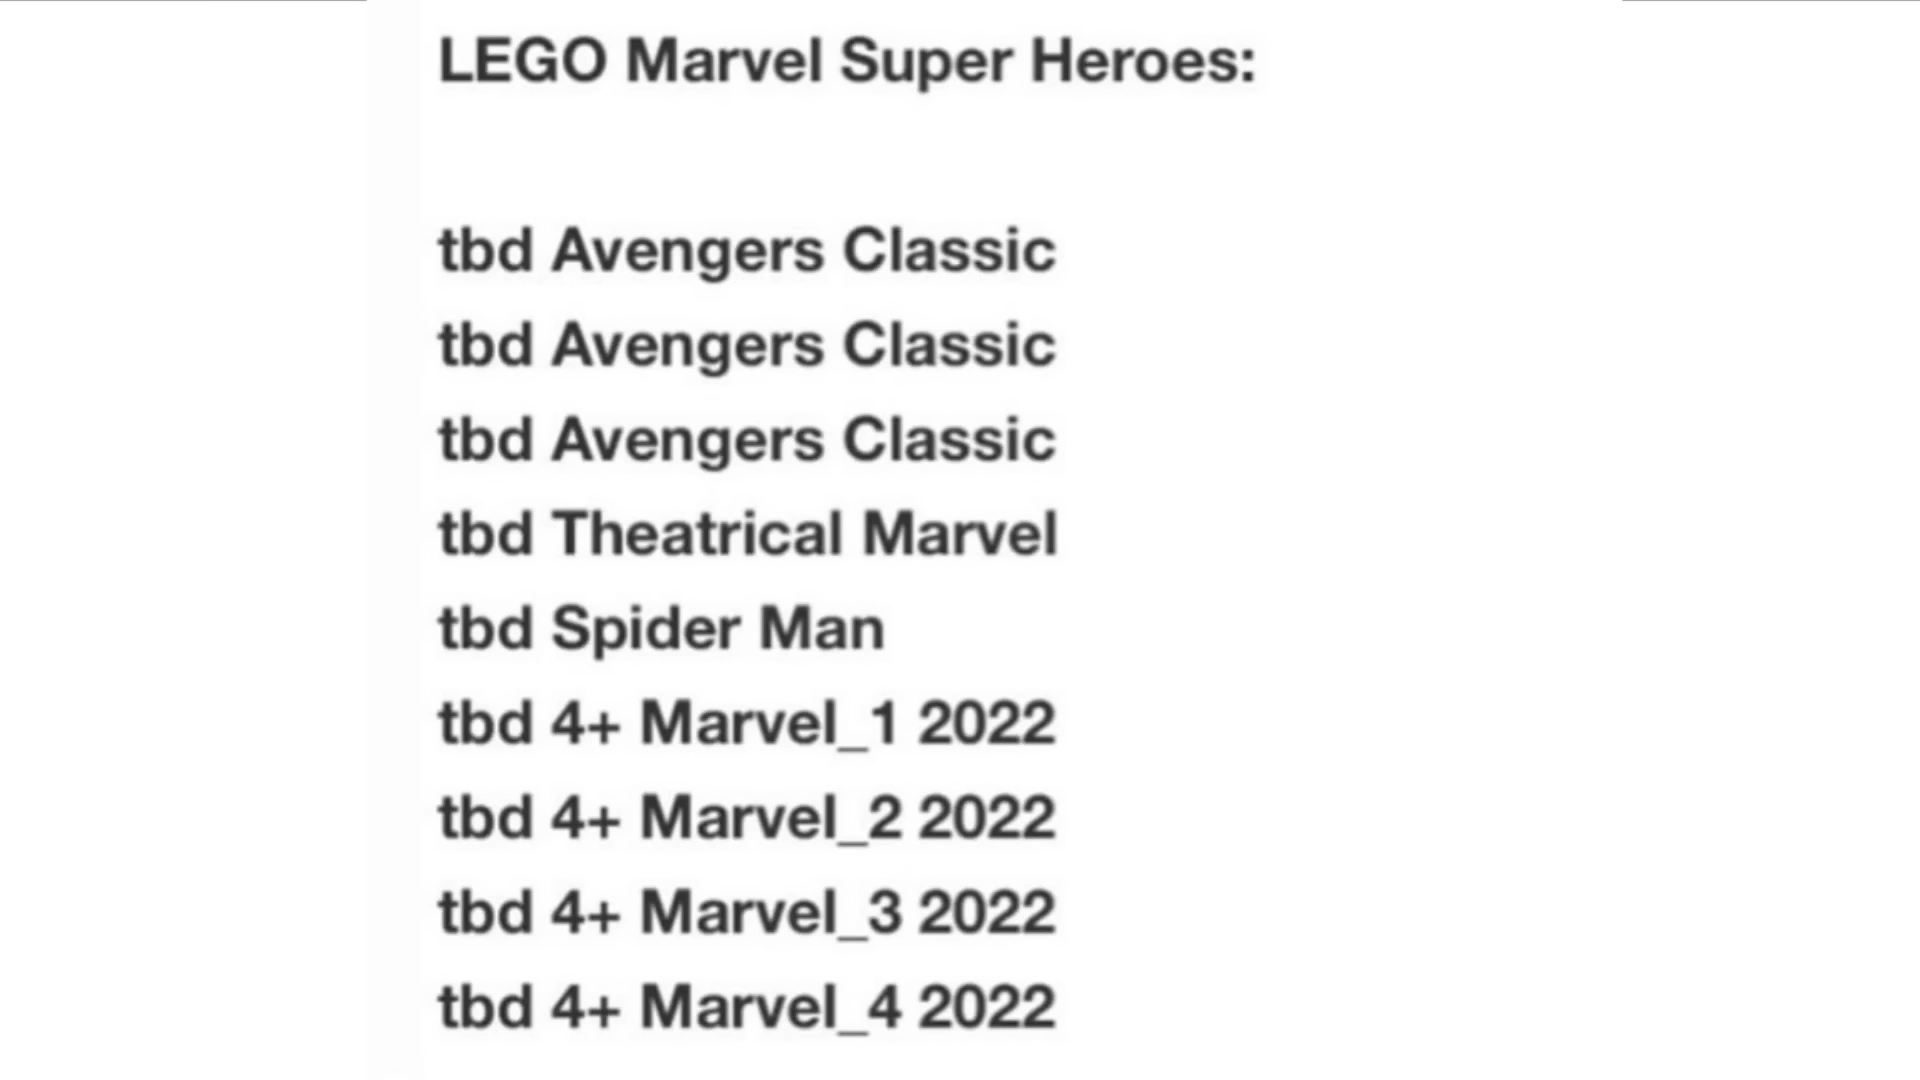 LEGO Marvel Super Heroes:
tbd Avengers Classic
tbd Avengers Classic
tbd Avengers Classic
tbd Theatrical Marvel
tbd Spider Man
tbd 4+ Marvel_1 2022
tbd 4+ Marvel_2 2022
tbd 4+ Marvel_3 2022
tbd 4+ Marvel_4 2022